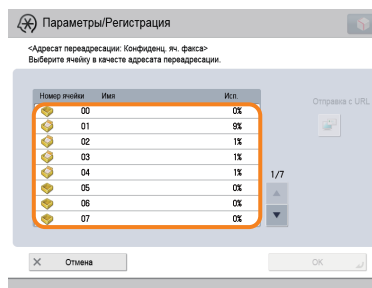 Параметры/Регистрация
<Адресат переадресации: Конфиденц. яч. факса>
Выберите ячейку в качесте адресата переадресации.
Номер ячейки Имя Исп.
00 0%
01 9%
02 1%
03 1%
04 1%
05 0%
06 0%
07 0%
Отправка с URL
1/7
Отмена
OK